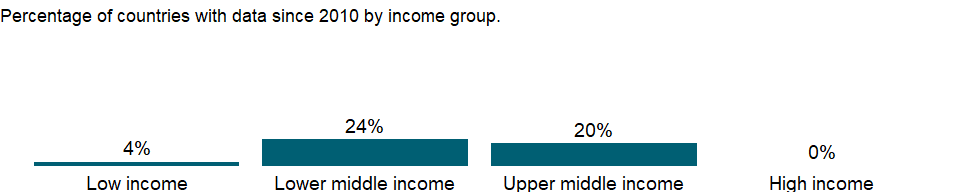 Percentage of countries with data since 2010 by income group.
24%
20%
4%
0%
Low income Lower middle income Upper middle income High income